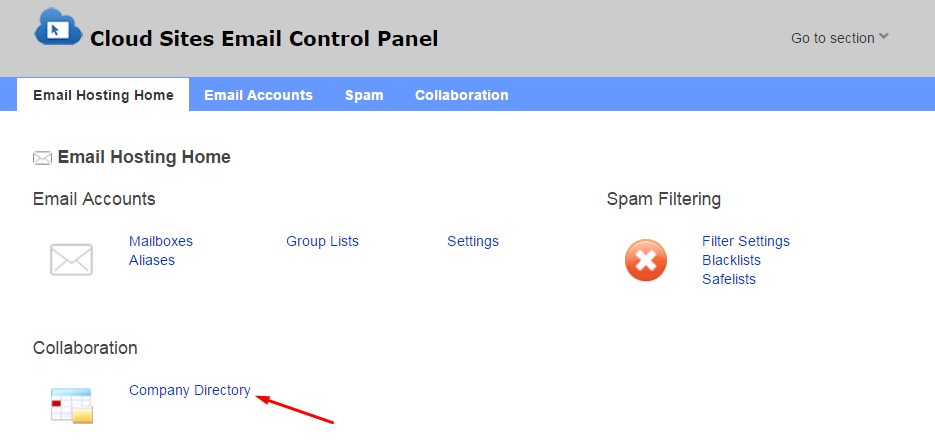 Cloud Sites Email Control Panel
Go to section
Email Hosting Home Email Accounts Spam Collaboration
Email Hosting Home
Email Accounts
Mailboxes Group Lists Settings
Aliases
Spam Filtering
Filter Settings
Blacklists
Safelists
Collaboration
Company Directory